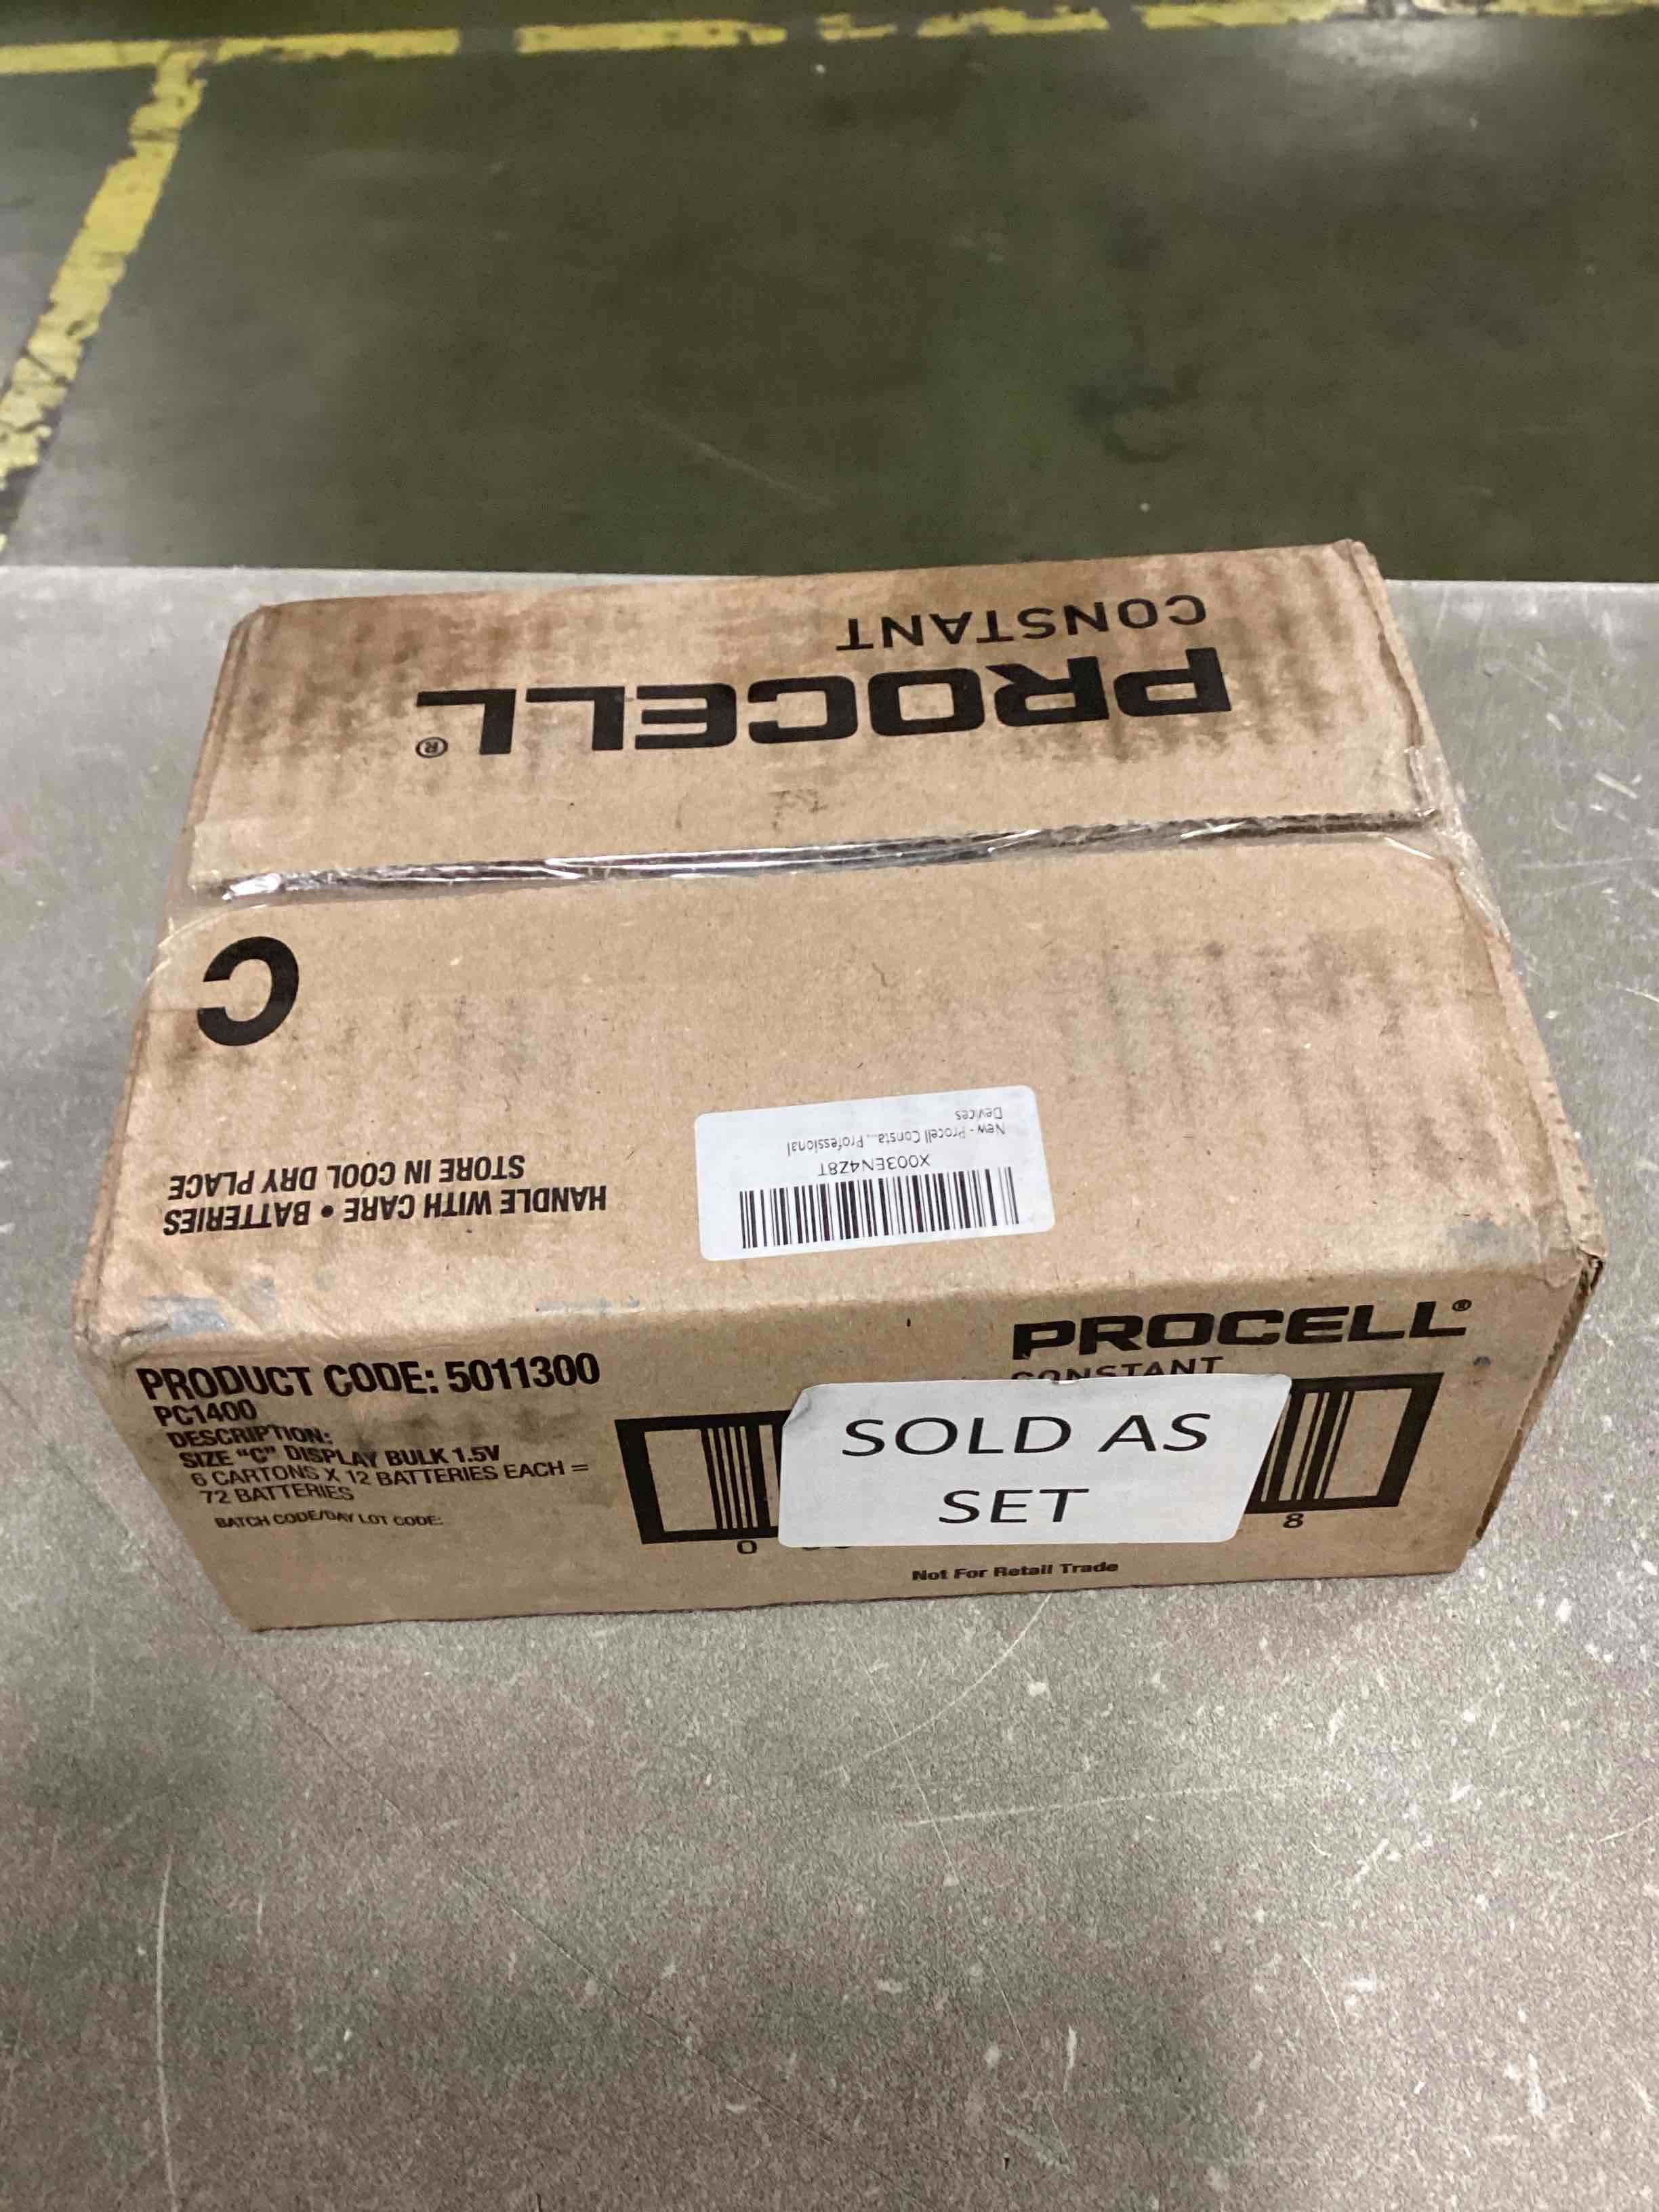 CONSTANT
PROCELL®
C
HANDLE WITH CARE • BATTERIES
STORE IN COOL DRY PLACE
X003EN4Z8T
New - Procell Consta... Professional
Devices
PROCELL®
CONSTANT
PRODUCT CODE: 5011300
PC1400
DESCRIPTION:
SIZE "C" DISPLAY BULK 1.5V
6 CARTONS X 12 BATTERIES EACH =
72 BATTERIES
BATCH CODE/DAY LOT CODE:
SOLD AS
SET
0
8
Not For Retail Trade